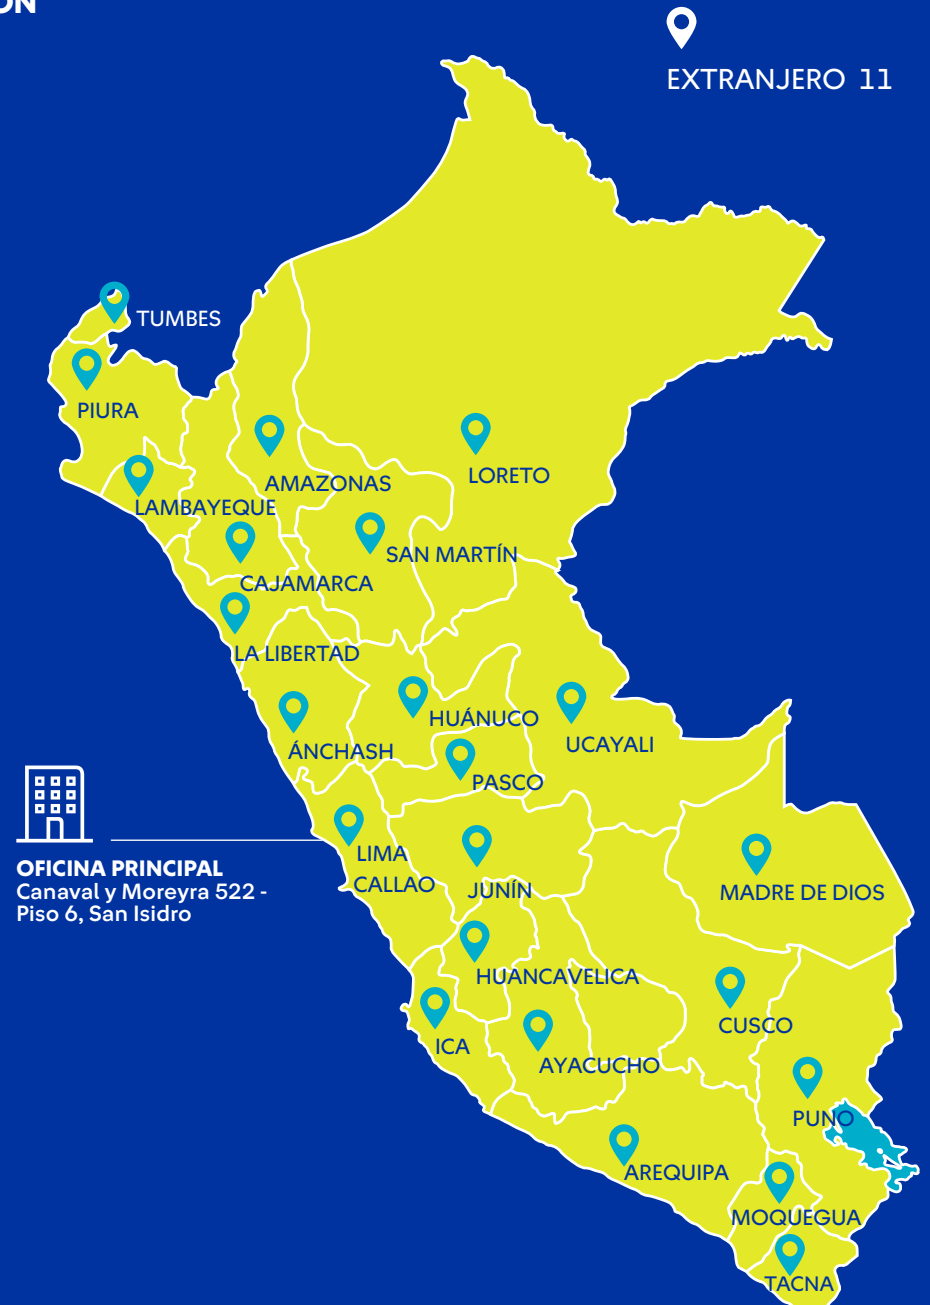 ÓN
EXTRANJERO 11
TUMBES
PIURA
LORETO
AMAZONAS
LAMBAYEQUE
SAN MARTÍN
CAJAMARCA
LA LIBERTAD
HUÁNUCO
UCAYALI
ÁNCHASH
PASCO
LIMA
CALLAO
JUNÍN
MADRE DE DIOS
OFICINA PRINCIPAL
Canaval y Moreyra 522 -
Piso 6, San Isidro
HUANCAVELICA
CUSCO
ICA
AYACUCHO
PUNO
AREQUIPA
MOQUEGUA
TACNA